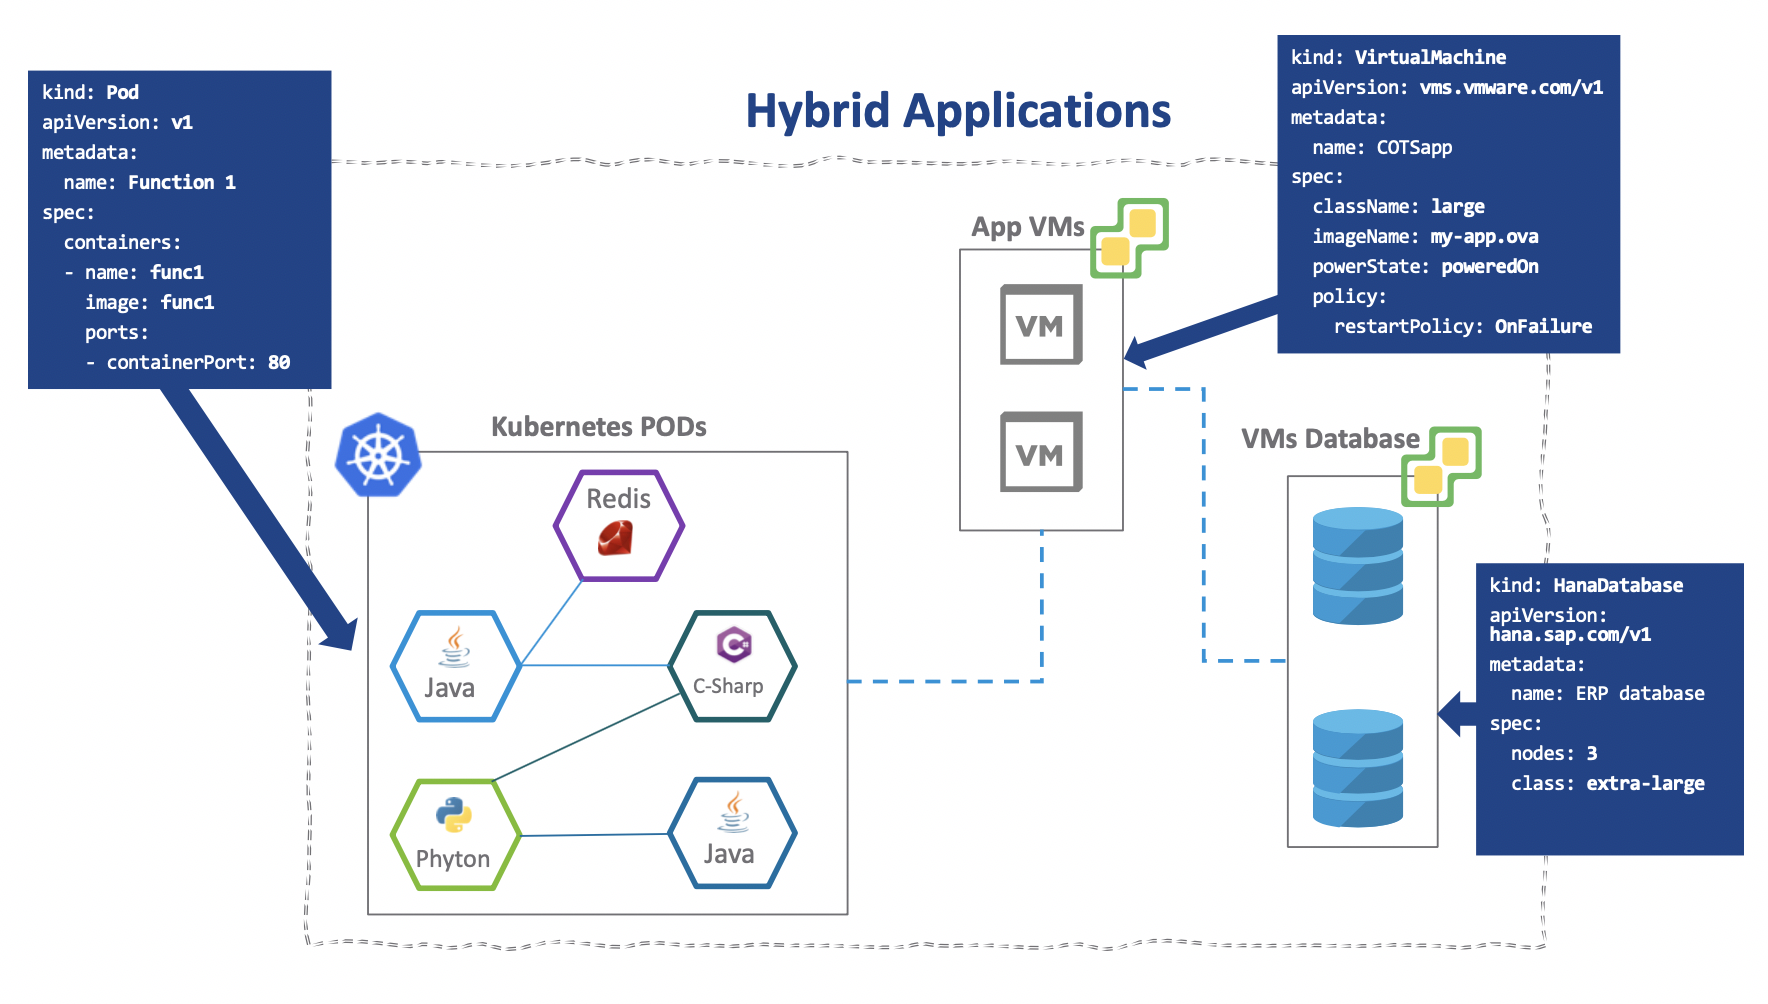 Hybrid Applications
kind: Pod
apiVersion: v1
metadata:
  name: Function 1
spec:
  containers:
  - name: func1
    image: func1
    ports:
    - containerPort: 80
kind: VirtualMachine
apiVersion: vms.vmware.com/v1
metadata:
  name: COTSapp
spec:
  className: large
  imageName: my-app.ova
  powerState: poweredOn
  policy:
    restartPolicy: OnFailure
App VMs
VM
VM
Kubernetes PODs
Redis
Java
C-Sharp
Phyton
Java
VMs Database
kind: HanaDatabase
apiVersion:
hana.sap.com/v1
metadata:
  name: ERP database
spec:
  nodes: 3
  class: extra-large